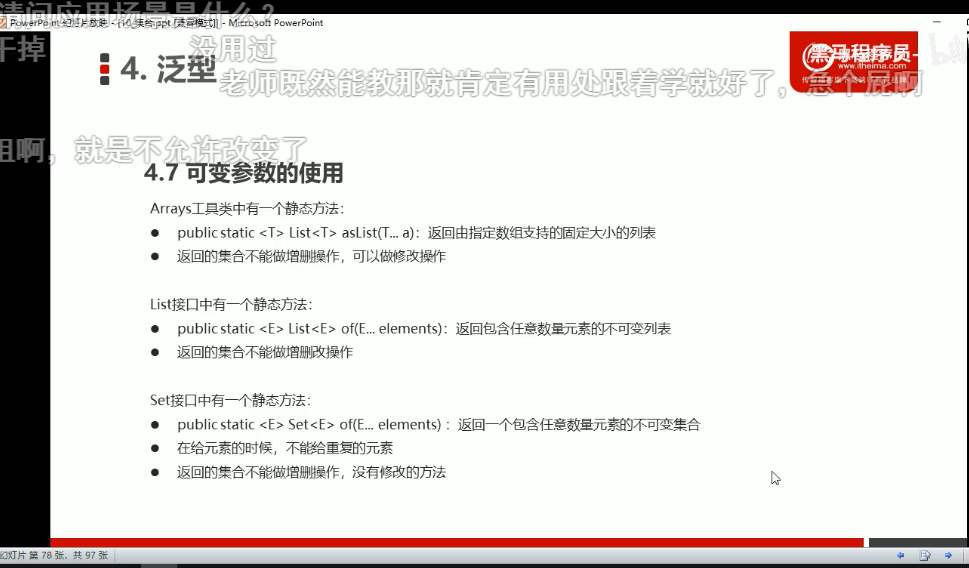 请问应用场景是什么?
PowerPoint 幻灯片放映 - [10_集合.ppt [兼容模式]] - Microsoft PowerPoint
干掉
没用过
4. 泛型
黑马程序员
www.itheima.com
老师既然能教那就肯定有用处跟着学就好了，急个屁啊
组啊，就是不允许改变了
4.7 可变参数的使用
Arrays工具类中有一个静态方法：
● public static <T> List<T> asList(T... a)：返回由指定数组支持的固定大小的列表
● 返回的集合不能做增删操作，可以做修改操作
List接口中有一个静态方法：
● public static <E> List<E> of(E... elements)：返回包含任意数量元素的不可变列表
● 返回的集合不能做增删改操作
Set接口中有一个静态方法：
● public static <E> Set<E> of(E... elements) ：返回一个包含任意数量元素的不可变集合
● 在给元素的时候，不能给重复的元素
● 返回的集合不能做增删操作，没有修改的方法
幻灯片 第 78 张，共 97 张